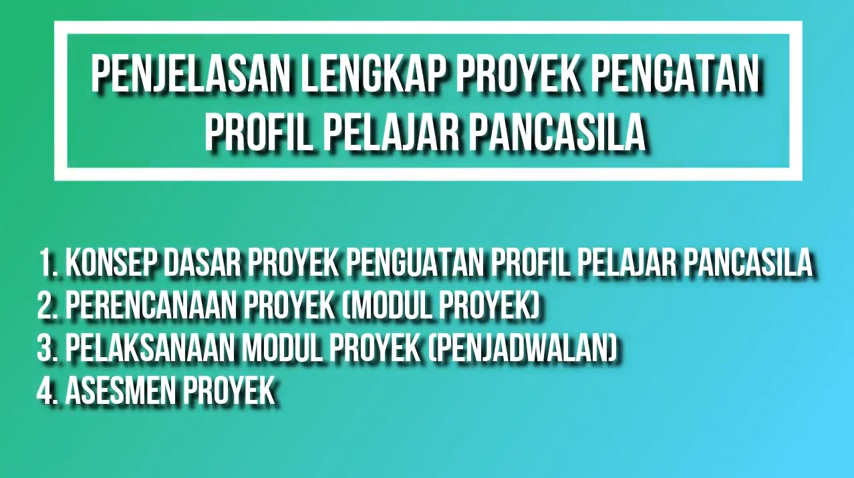 PENJELASAN LENGKAP PROYEK PENGATAN
PROFIL PELAJAR PANCASILA
1. KONSEP DASAR PROYEK PENGUATAN PROFIL PELAJAR PANCASILA
2. PERENCANAAN PROYEK (MODUL PROYEK)
3. PELAKSANAAN MODUL PROYEK (PENJADWALAN)
4. ASESMEN PROYEK